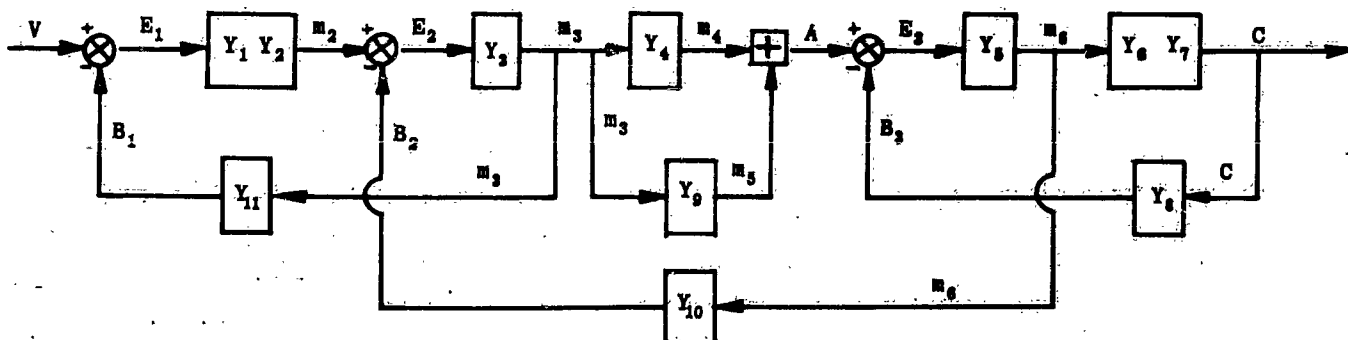 V + E₁ Y₁ Y₂ m₂ + E₂ Y₃ m₃ Y₄ m₄ + A + E₃ Y₅ m₆ Y₆ Y₇ C
- - -
B₁ B₂ m₃ B₃
Y₁₁ m₃ Y₉ m₅ Y₈ C
Y₁₀ m₆